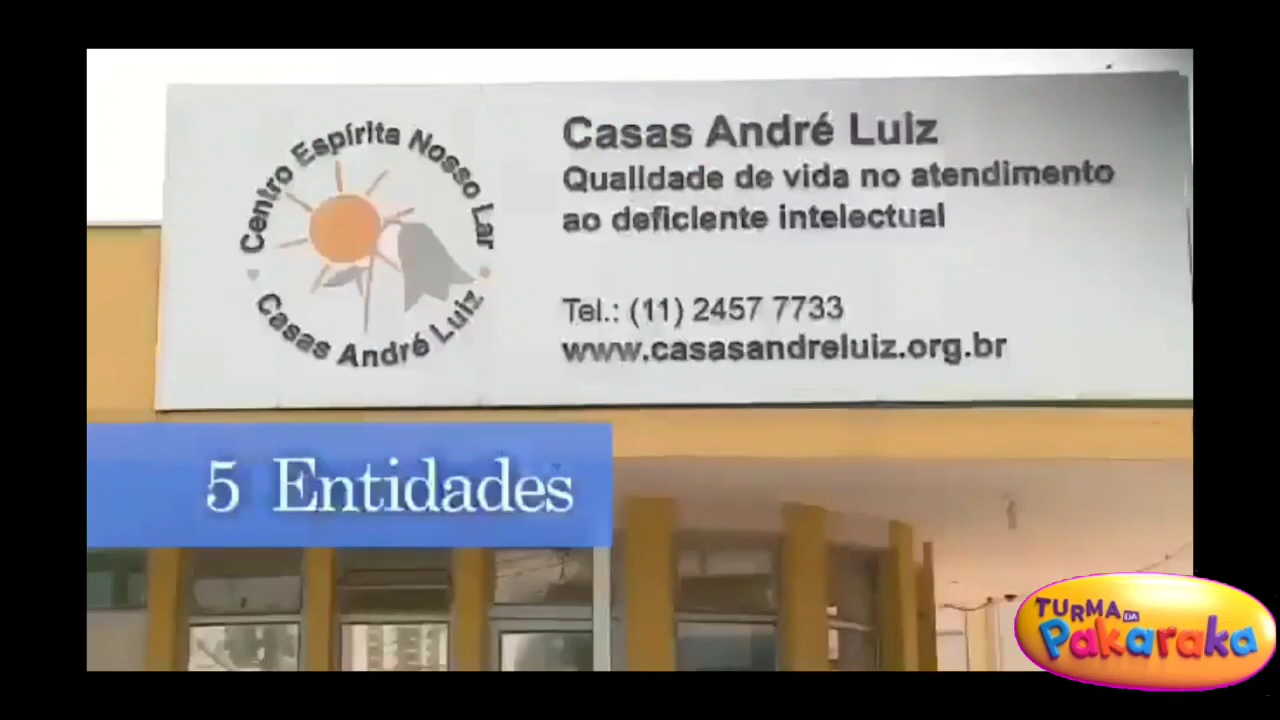 Centro Espírita Nosso Lar
Casas André Luiz
Casas André Luiz
Qualidade de vida no atendimento
ao deficiente intelectual
Tel.: (11) 2457 7733
www.casasandreluiz.org.br
5 Entidades
TURMA DA
Pakaraka